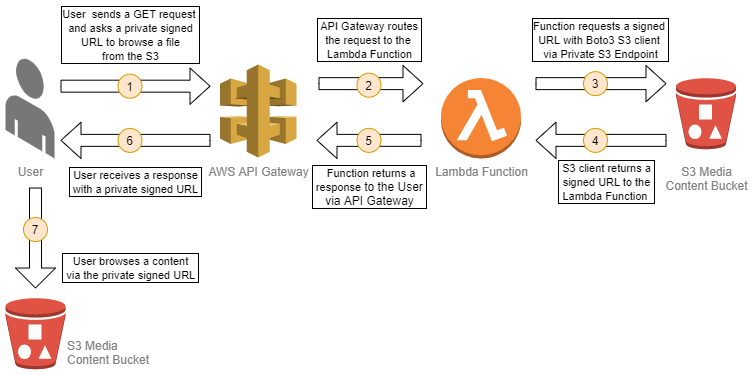 User sends a GET request
and asks a private signed
URL to browse a file
from the S3
API Gateway routes
the request to the
Lambda Function
Function requests a signed
URL with Boto3 S3 client
via Private S3 Endpoint
1
2
3
6
5
4
User
AWS API Gateway
Lambda Function
S3 Media
Content Bucket
User receives a response
with a private signed URL
Function returns a
response to the User
via API Gateway
S3 client returns a
signed URL to the
Lambda Function
7
User browses a content
via the private signed URL
S3 Media
Content Bucket